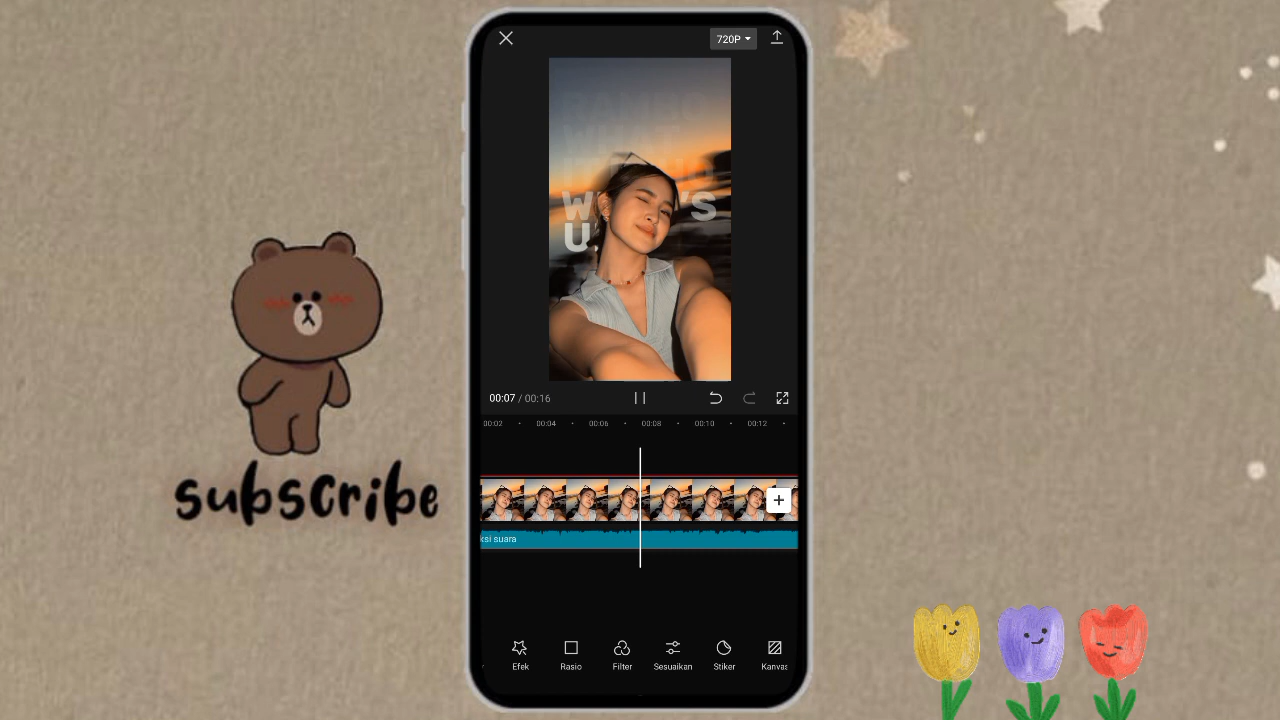 720P
W 'S
U
00:07 / 00:16
00:02 00:04 00:06 00:08 00:10 00:12
+
ksi suara
Efek Rasio Filter Sesuaikan Stiker Kanvas
subscribe